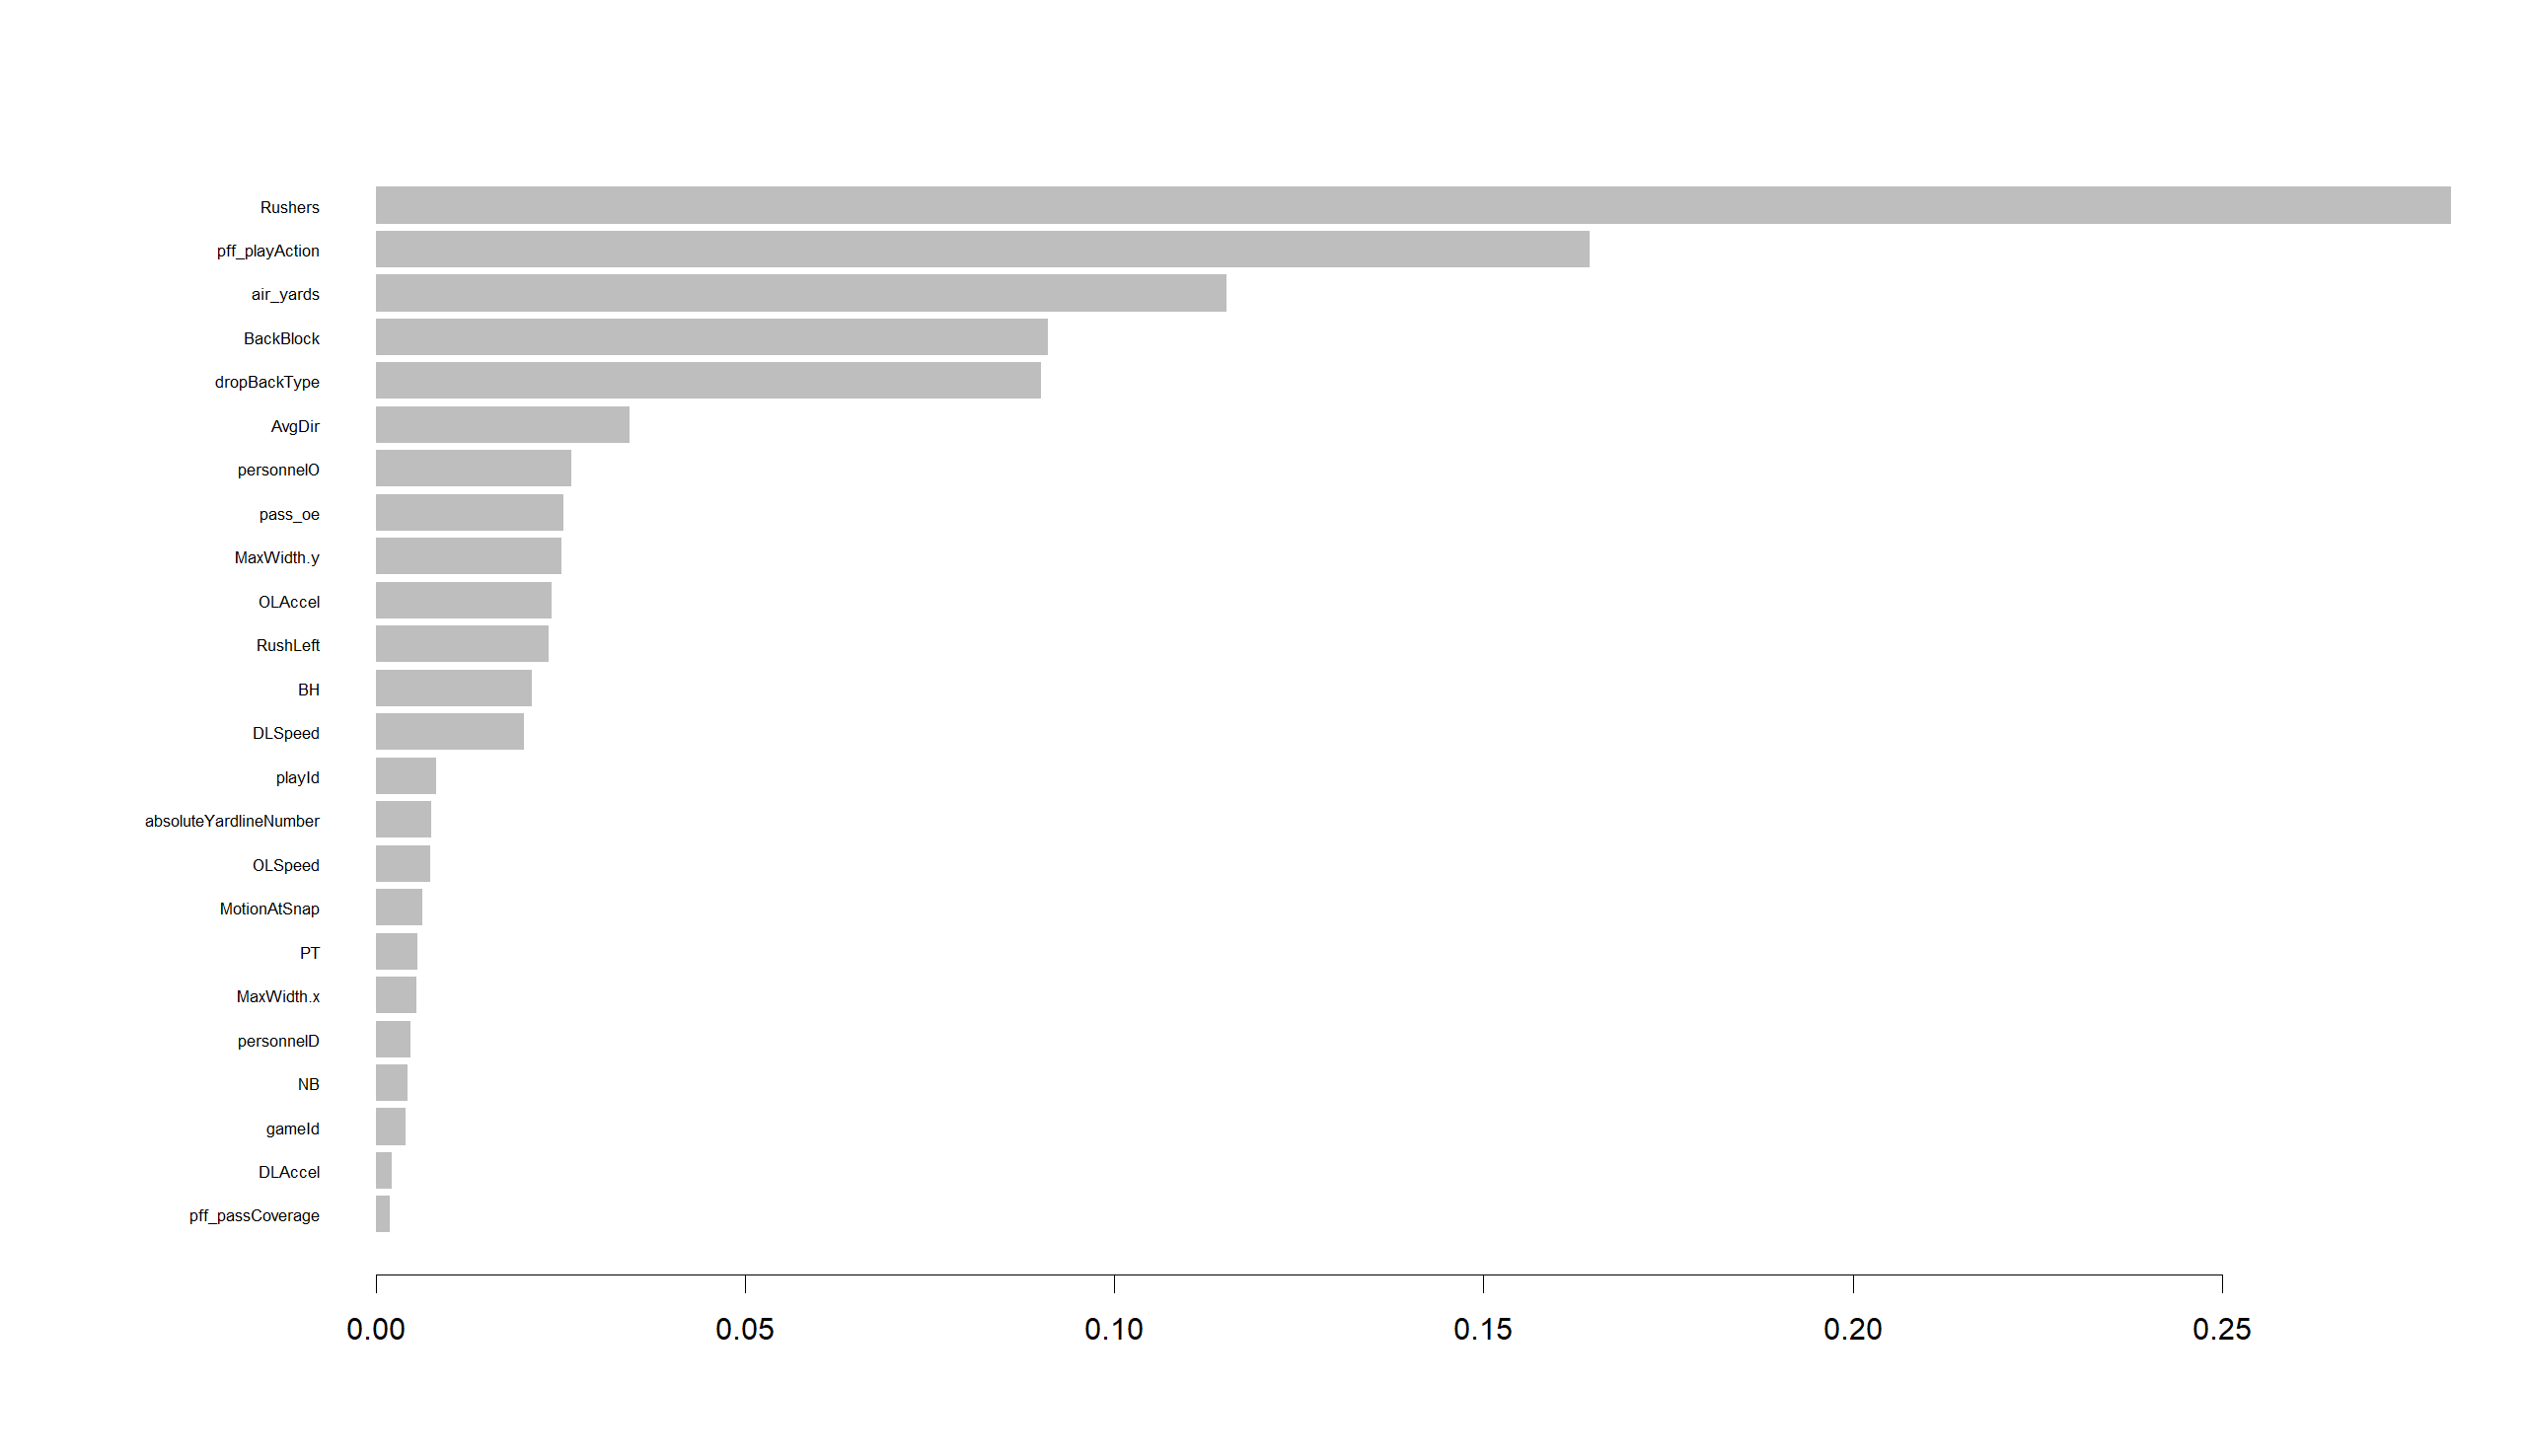 Rushers
pff_playAction
air_yards
BackBlock
dropBackType
AvgDir
personnelO
pass_oe
MaxWidth.y
OLAccel
RushLeft
BH
DLSpeed
playId
absoluteYardlineNumber
OLSpeed
MotionAtSnap
PT
MaxWidth.x
personnelD
NB
gameId
DLAccel
pff_passCoverage
0.00 0.05 0.10 0.15 0.20 0.25